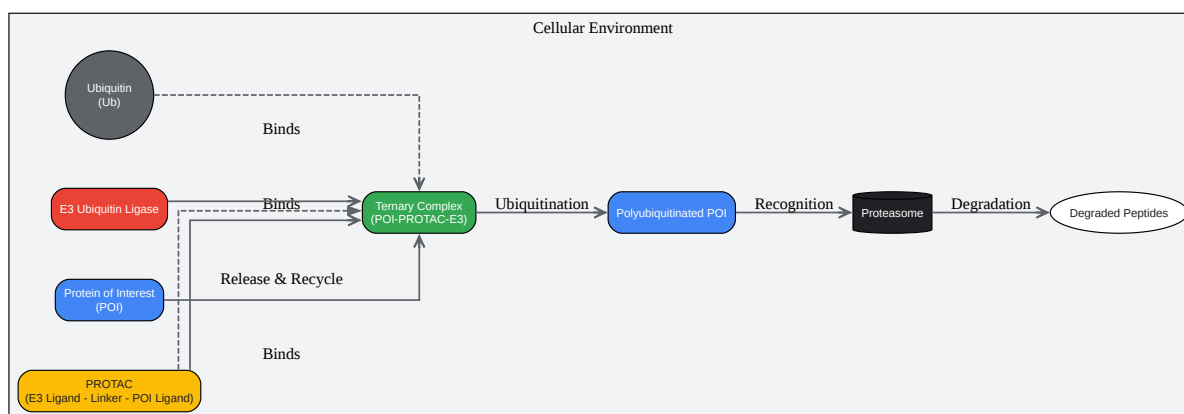 Cellular Environment
Ubiquitin
(Ub)
Binds
E3 Ubiquitin Ligase
Binds
Ternary Complex
(POI-PROTAC-E3)
Ubiquitination
Polyubiquitinated POI
Recognition
Proteasome
Degradation
Degraded Peptides
Release & Recycle
Protein of Interest
(POI)
Binds
PROTAC
(E3 Ligand - Linker - POI Ligand)